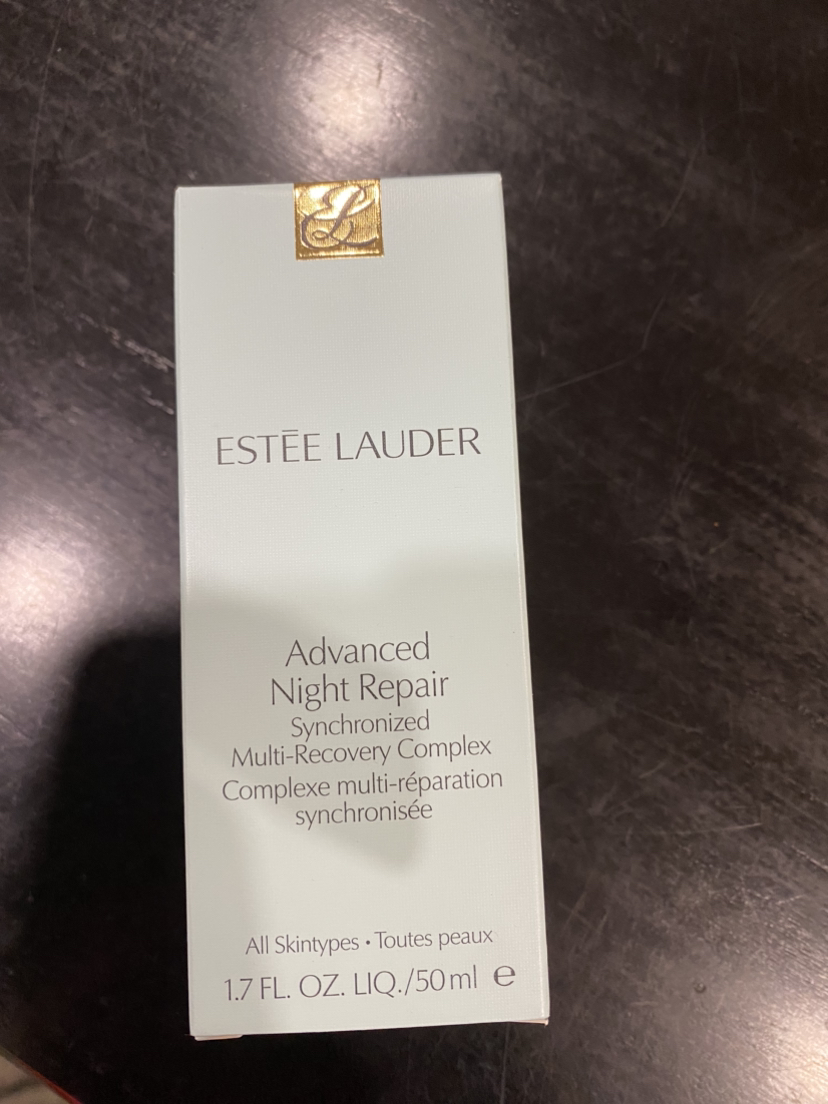 EL
ESTĒE LAUDER
Advanced
Night Repair
Synchronized
Multi-Recovery Complex
Complexe multi-réparation
synchronisée
All Skintypes • Toutes peaux
1.7 FL. OZ. LIQ./50 ml e